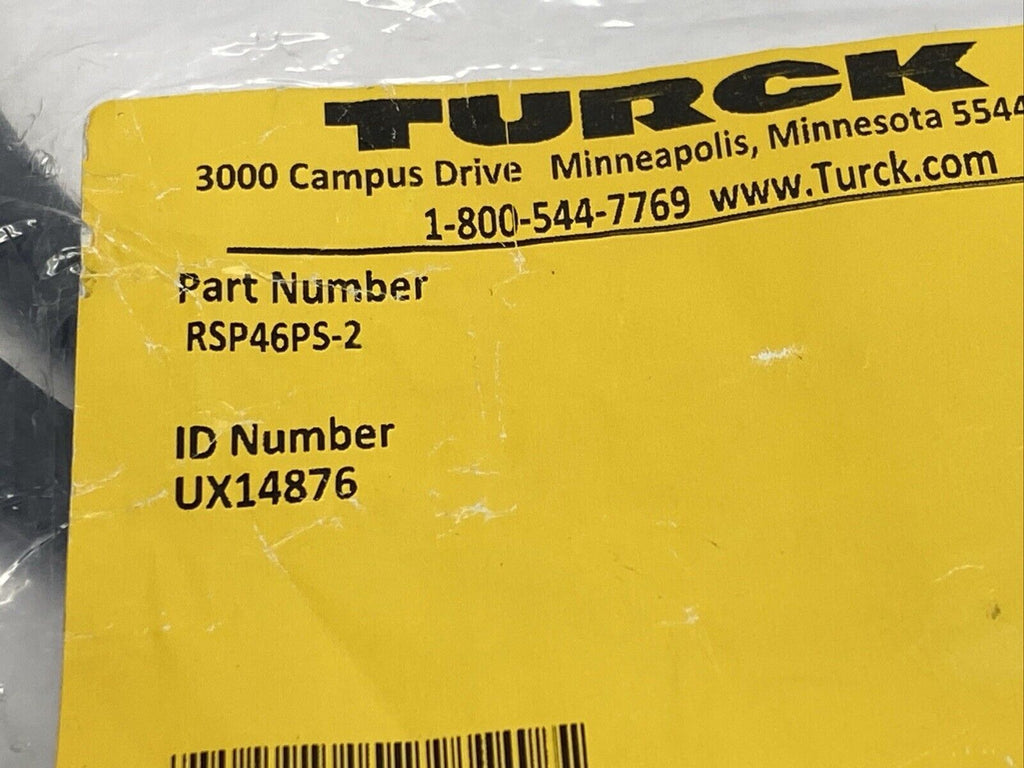 TURCK
3000 Campus Drive Minneapolis, Minnesota 5544
1-800-544-7769 www.Turck.com
Part Number
RSP46PS-2
ID Number
UX14876